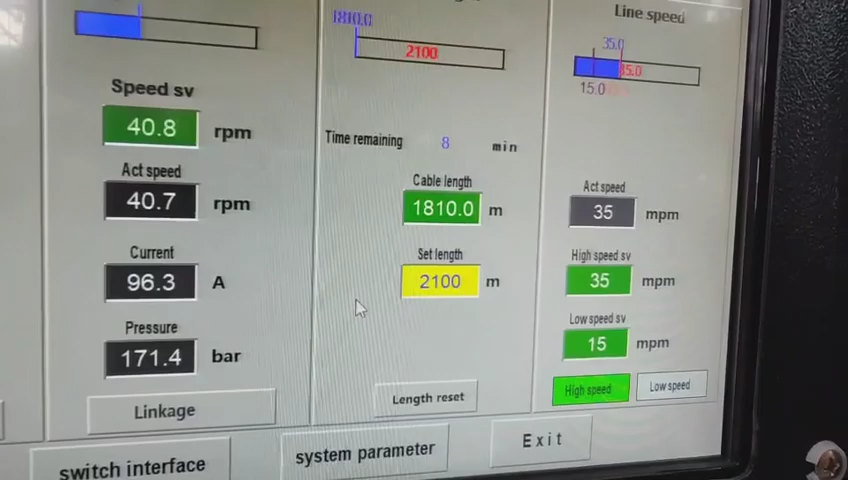 Speed sv
40.8 rpm
Act speed
40.7 rpm
Current
96.3 A
Pressure
171.4 bar
Linkage
1810.0
2100
Time remaining 8 min
Cable length
1810.0 m
Set length
2100 m
Length reset
Line speed
35.0
15.0
Act speed
35 mpm
High speed sv
35 mpm
Low speed sv
15 mpm
High speed
Low speed
switch interface
system parameter
Exit